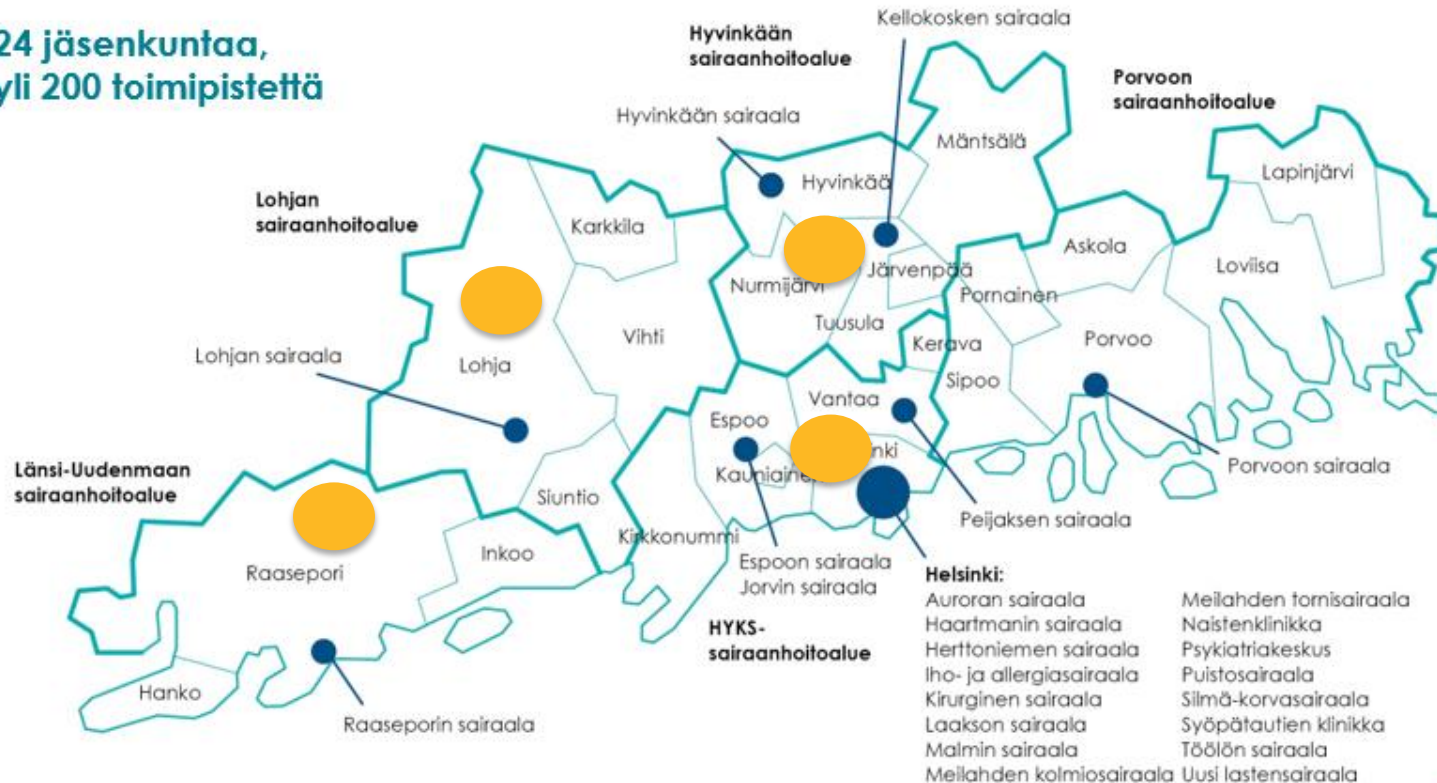 24 jäsenkuntaa,
yli 200 toimipistettä
Kellokosken sairaala
Hyvinkään
sairaanhoitoalue
Porvoon
sairaanhoitoalue
Hyvinkään sairaala
Mäntsälä
Lapinjärvi
Hyvinkää
Lohjan
sairaanhoitoalue
Karkkila
Askola
Loviisa
Järvenpää
Nurmijärvi
Pornainen
Tuusula
Vihti
Kerava
Porvoo
Lohjan sairaala
Lohja
Sipoo
Vantaa
Espoo
nki
Länsi-Uudenmaan
sairaanhoitoalue
Kauniainen
Porvoon sairaala
Siuntio
Peijaksen sairaala
Kirkkonummi
Inkoo
Raasepori
Espoon sairaala
Jorvin sairaala
HYKS-
sairaanhoitoalue
Hanko
Raaseporin sairaala
Helsinki:
Auroran sairaala
Haartmanin sairaala
Herttoniemen sairaala
Iho- ja allergiasairaala
Kirurginen sairaala
Laakson sairaala
Malmin sairaala
Meilahden kolmiosairaala
Meilahden tornisairaala
Naistenklinikka
Psykiatriakeskus
Puistosairaala
Silmä-korvasairaala
Syöpätautien klinikka
Töölön sairaala
Uusi lastensairaala